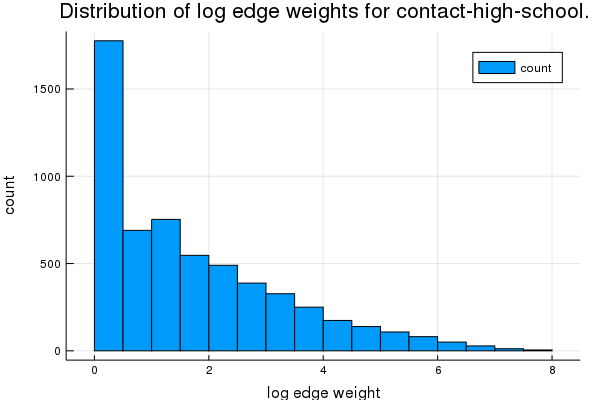 Distribution of log edge weights for contact-high-school.
count
1500
1000
500
0
count
0 2 4 6 8
log edge weight